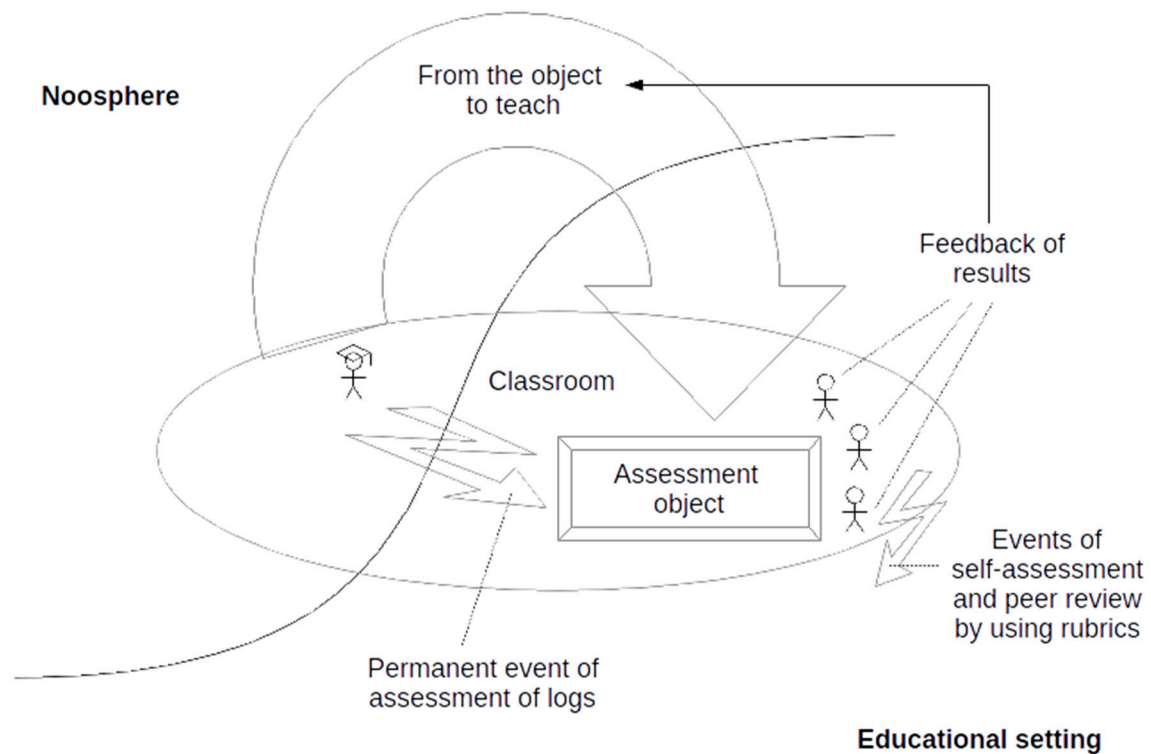 From the object
to teach
Noosphere
Feedback of
results
Classroom
Assessment
object
Events of
self-assessment
and peer review
by using rubrics
Permanent event of
assessment of logs
Educational setting